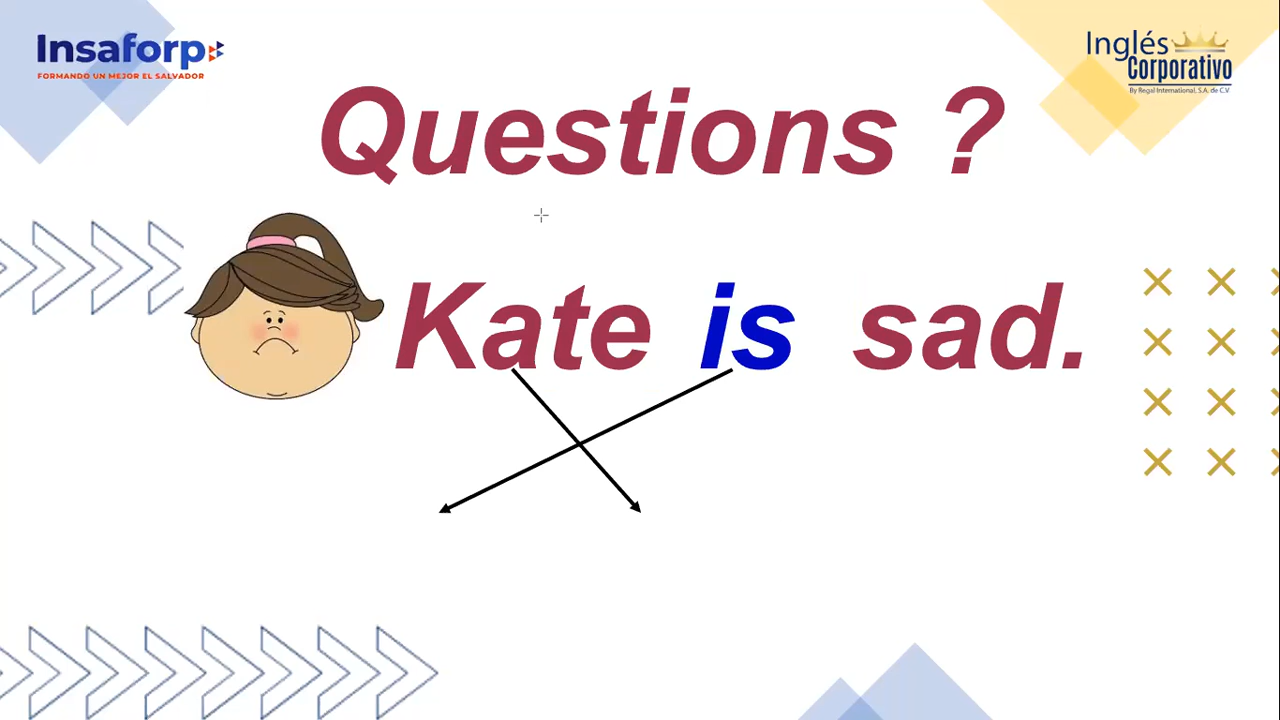 Insaforp
FORMANDO UN MEJOR EL SALVADOR
Inglés
Corporativo
By Regal International, S.A. de C.V
Questions ?
Kate is sad.